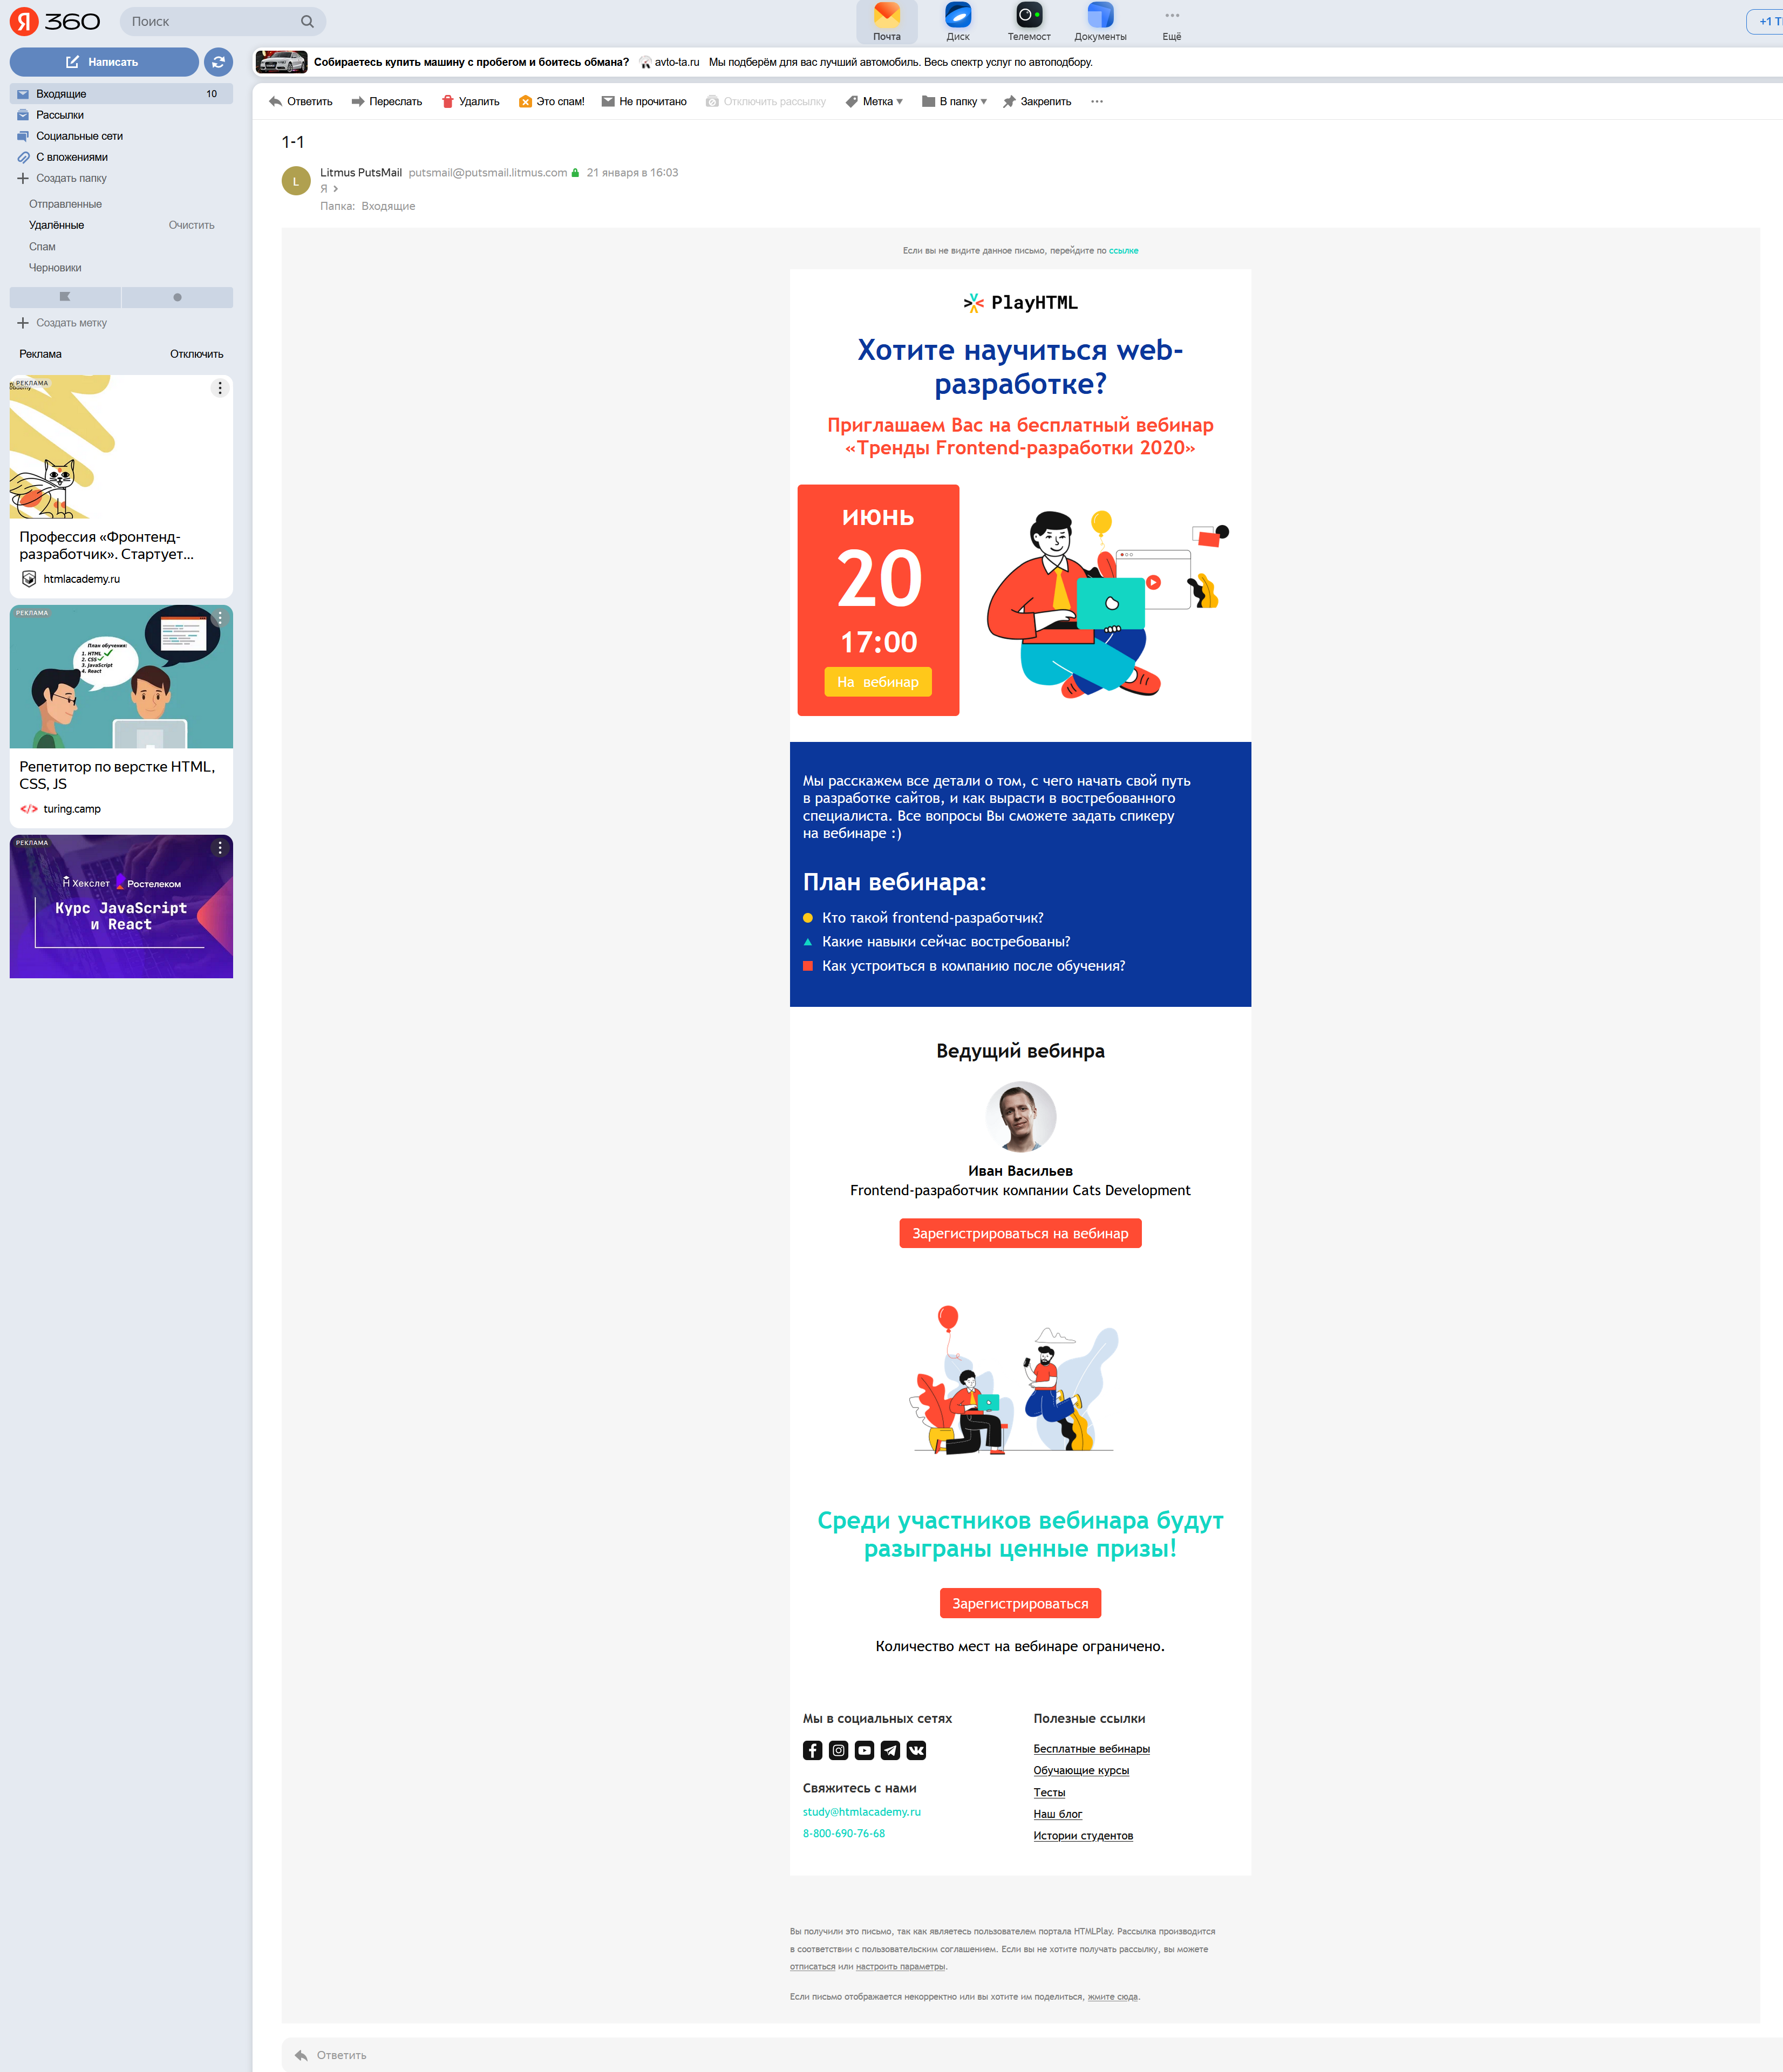 Я 360
Поиск
Почта
Диск
Телемост
Документы
Ещё
Написать
Входящие 10
Рассылки
Социальные сети
С вложениями
Создать папку
Отправленные
Удалённые Очистить
Спам
Черновики
Создать метку
Реклама Отключить
РЕКЛАМА
Профессия «Фронтенд-
разработчик». Стартует...
htmlacademy.ru
РЕКЛАМА
План обучения:
1. HTML
2. CSS
3. JavaScript
4. React
Репетитор по верстке HTML,
CSS, JS
turing.camp
РЕКЛАМА
Хекслет Ростелеком
Курс JavaScript
и React
Собираетесь купить машину с пробегом и боитесь обмана? avto-ta.ru Мы подберём для вас лучший автомобиль. Весь спектр услуг по автоподбору.
Ответить Переслать Удалить Это спам! Не прочитано Отключить рассылку Метка В папку Закрепить
1-1
L
Litmus PutsMail putsmail@putsmail.litmus.com 21 января в 16:03
Я
Папка: Входящие
Если вы не видите данное письмо, перейдите по ссылке
PlayHTML
Хотите научиться web-
разработке?
Приглашаем Вас на бесплатный вебинар
«Тренды Frontend-разработки 2020»
июнь
20
17:00
На вебинар
Мы расскажем все детали о том, с чего начать свой путь
в разработке сайтов, и как вырасти в востребованного
специалиста. Все вопросы Вы сможете задать спикеру
на вебинаре :)
План вебинара:
Кто такой frontend-разработчик?
Какие навыки сейчас востребованы?
Как устроиться в компанию после обучения?
Ведущий вебинра
Иван Васильев
Frontend-разработчик компании Cats Development
Зарегистрироваться на вебинар
Среди участников вебинара будут
разыграны ценные призы!
Зарегистрироваться
Количество мест на вебинаре ограничено.
Мы в социальных сетях
Свяжитесь с нами
study@htmlacademy.ru
8-800-690-76-68
Полезные ссылки
Бесплатные вебинары
Обучающие курсы
Тесты
Наш блог
Истории студентов
Вы получили это письмо, так как являетесь пользователем портала HTMLPlay. Рассылка производится
в соответствии с пользовательским соглашением. Если вы не хотите получать рассылку, вы можете
отписаться или настроить параметры.
Если письмо отображается некорректно или вы хотите им поделиться, жмите сюда.
Ответить